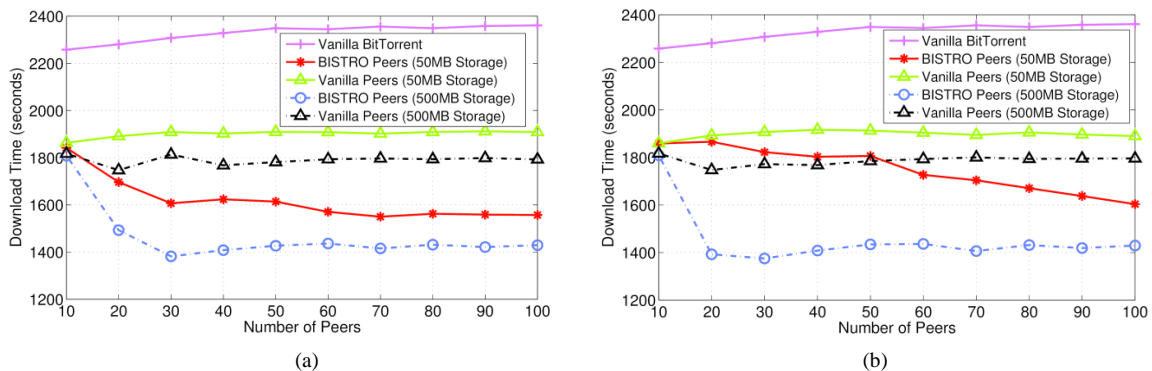 2400
2200
2000
1800
1600
1400
1200
Download Time (seconds)
Vanilla BitTorrent
BISTRO Peers (50MB Storage)
Vanilla Peers (50MB Storage)
BISTRO Peers (500MB Storage)
Vanilla Peers (500MB Storage)
10 20 30 40 50 60 70 80 90 100
Number of Peers
(a)
2400
2200
2000
1800
1600
1400
1200
Download Time (seconds)
Vanilla BitTorrent
BISTRO Peers (50MB Storage)
Vanilla Peers (50MB Storage)
BISTRO Peers (500MB Storage)
Vanilla Peers (500MB Storage)
10 20 30 40 50 60 70 80 90 100
Number of Peers
(b)